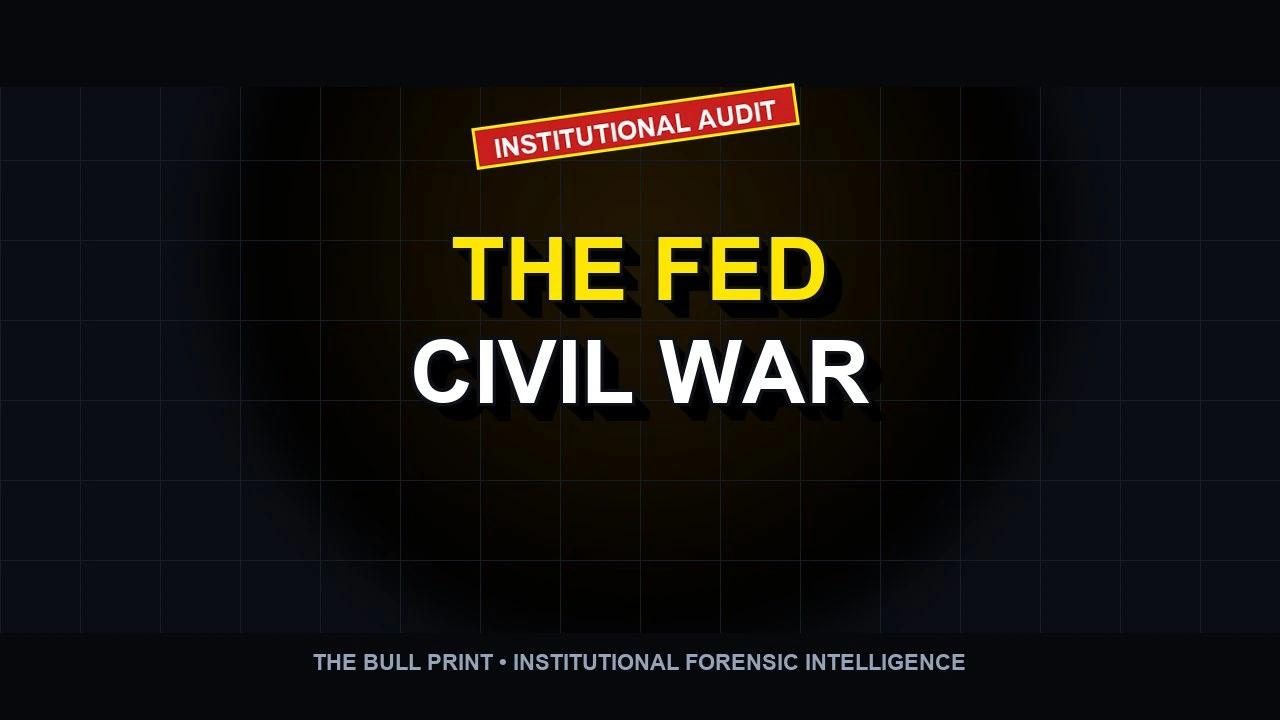 INSTITUTIONAL AUDIT
THE FED
CIVIL WAR
THE BULL PRINT • INSTITUTIONAL FORENSIC INTELLIGENCE